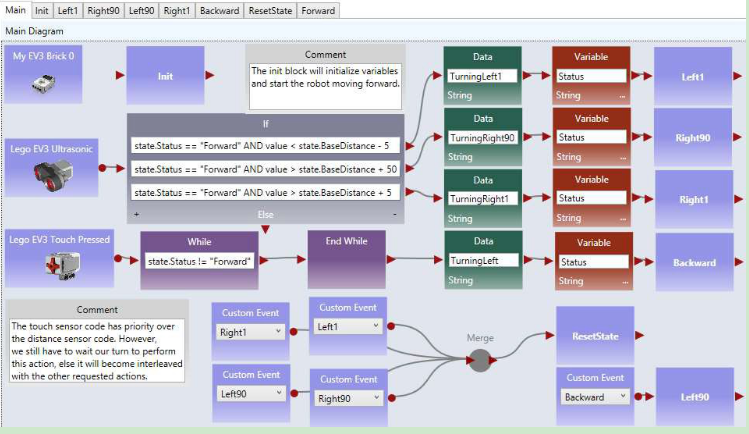 Main Init Left1 Right90 Left90 Right1 Backward ResetState Forward
Main Diagram
My EV3 Brick 0
Init
Comment
The init block will initialize variables
and start the robot moving forward.
Data
TurningLeft1
String
Variable
Status
String ...
Left1
If
Lego EV3 Ultrasonic
state.Status == "Forward" AND value < state.BaseDistance - 5
state.Status == "Forward" AND value > state.BaseDistance + 50
state.Status == "Forward" AND value > state.BaseDistance + 5
+ Else -
Data
TurningRight90
String
Variable
Status
String ...
Right90
Data
TurningRight1
String
Variable
Status
String ...
Right1
Lego EV3 Touch Pressed
While
state.Status != "Forward"
End While
Data
TurningLeft
String
Variable
Status
String ...
Backward
Comment
The touch sensor code has priority over
the distance sensor code. However,
we still have to wait our turn to perform
this action, else it will become interleaved
with the other requested actions.
Custom Event
Right1
Custom Event
Left1
Custom Event
Left90
Custom Event
Right90
Merge
ResetState
Custom Event
Backward
Left90